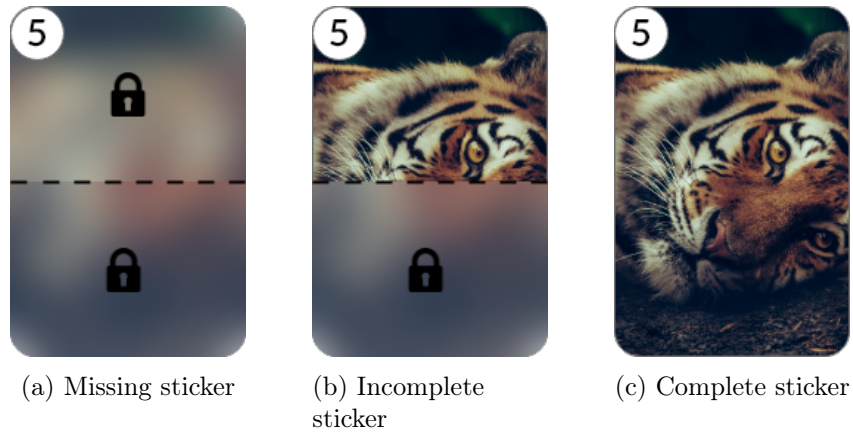 5
5
5
(a) Missing sticker
(b) Incomplete
sticker
(c) Complete sticker